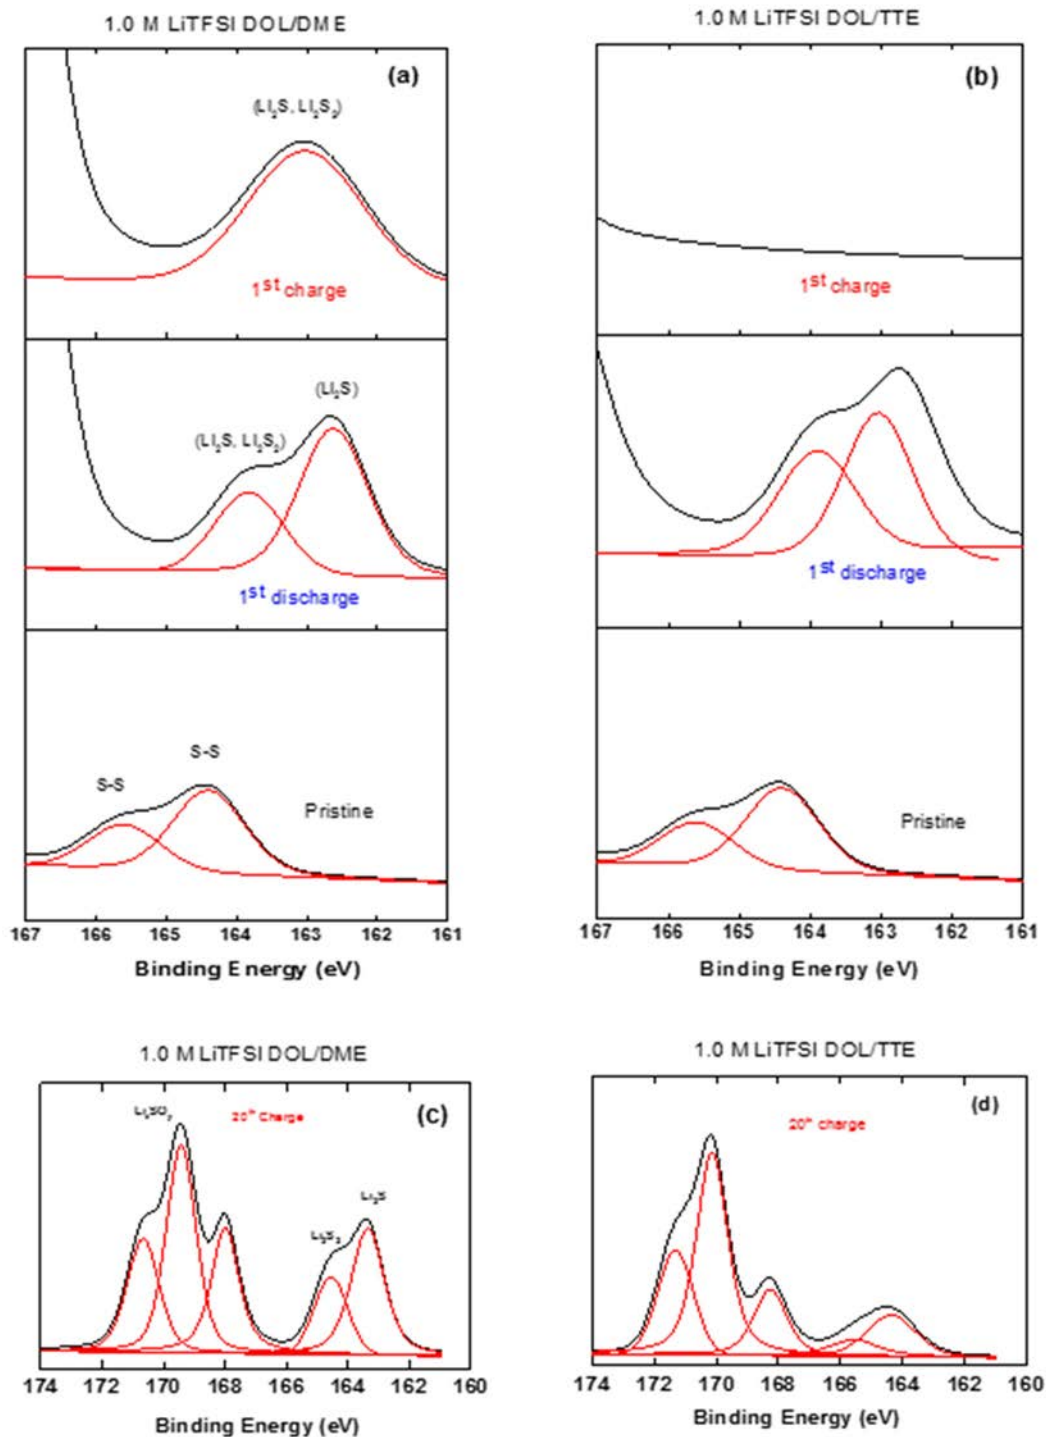 1.0 M LiTFSI DOL/DME
(a)
(Li₂S, Li₂S₂)
1st charge
(Li₂S)
(Li₂S, Li₂S₂)
1st discharge
S-S
S-S
Pristine
167 166 165 164 163 162 161
Binding Energy (eV)
1.0 M LiTFSI DOL/TTE
(b)
1st charge
1st discharge
Pristine
167 166 165 164 163 162 161
Binding Energy (eV)
1.0 M LiTFSI DOL/DME
(c)
20th Charge
Li₂S
Li₂S₂
174 172 170 168 166 164 162 160
Binding Energy (eV)
1.0 M LiTFSI DOL/TTE
(d)
20th charge
174 172 170 168 166 164 162 160
Binding Energy (eV)